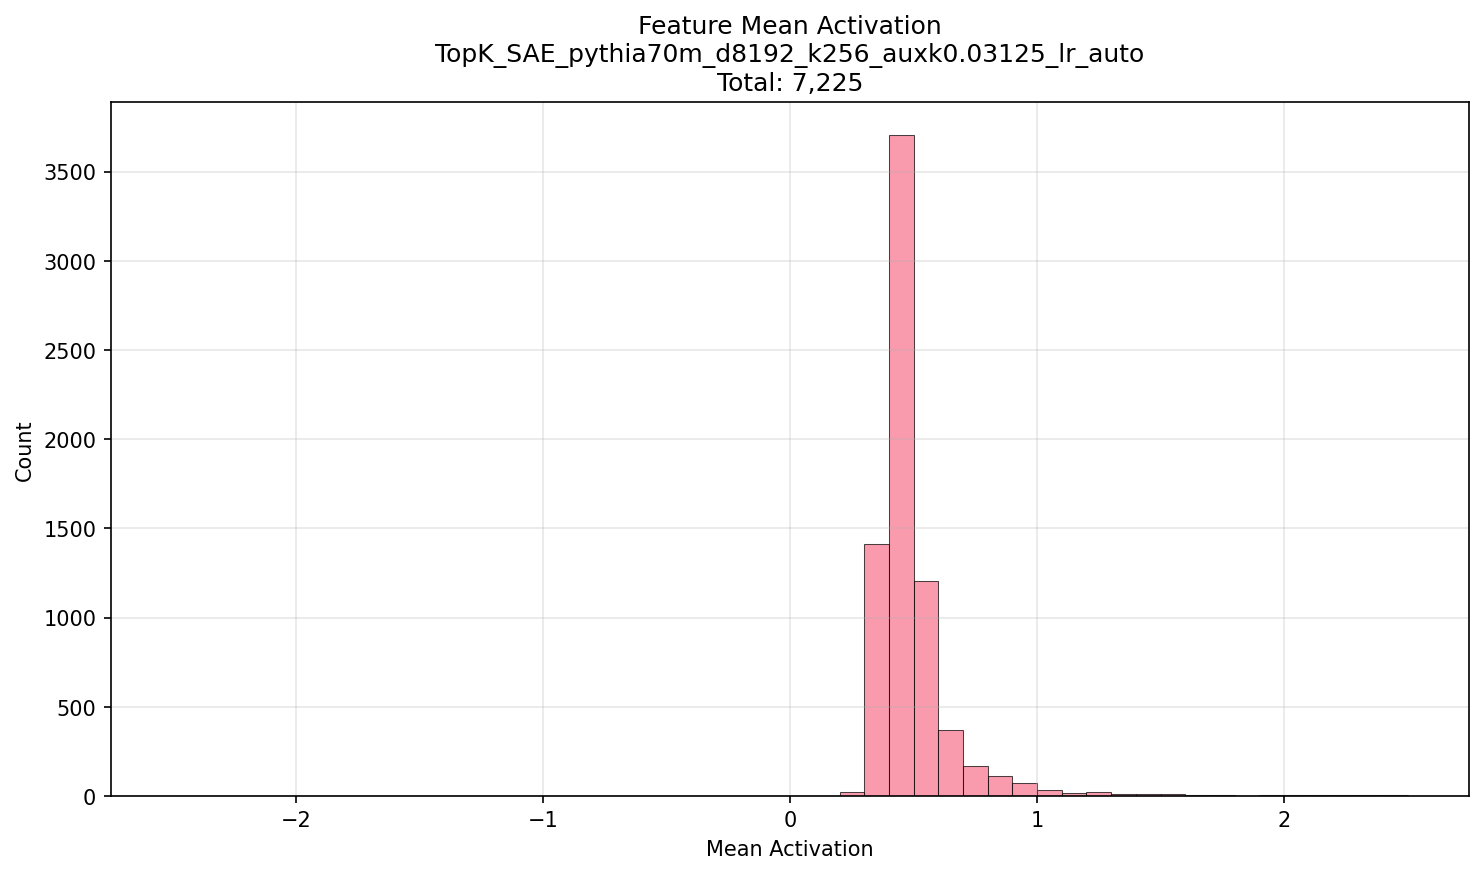 Feature Mean Activation
TopK_SAE_pythia70m_d8192_k256_auxk0.03125_lr_auto
Total: 7,225
3500
3000
2500
2000
1500
1000
500
0
Count
−2
−1
0
1
2
Mean Activation